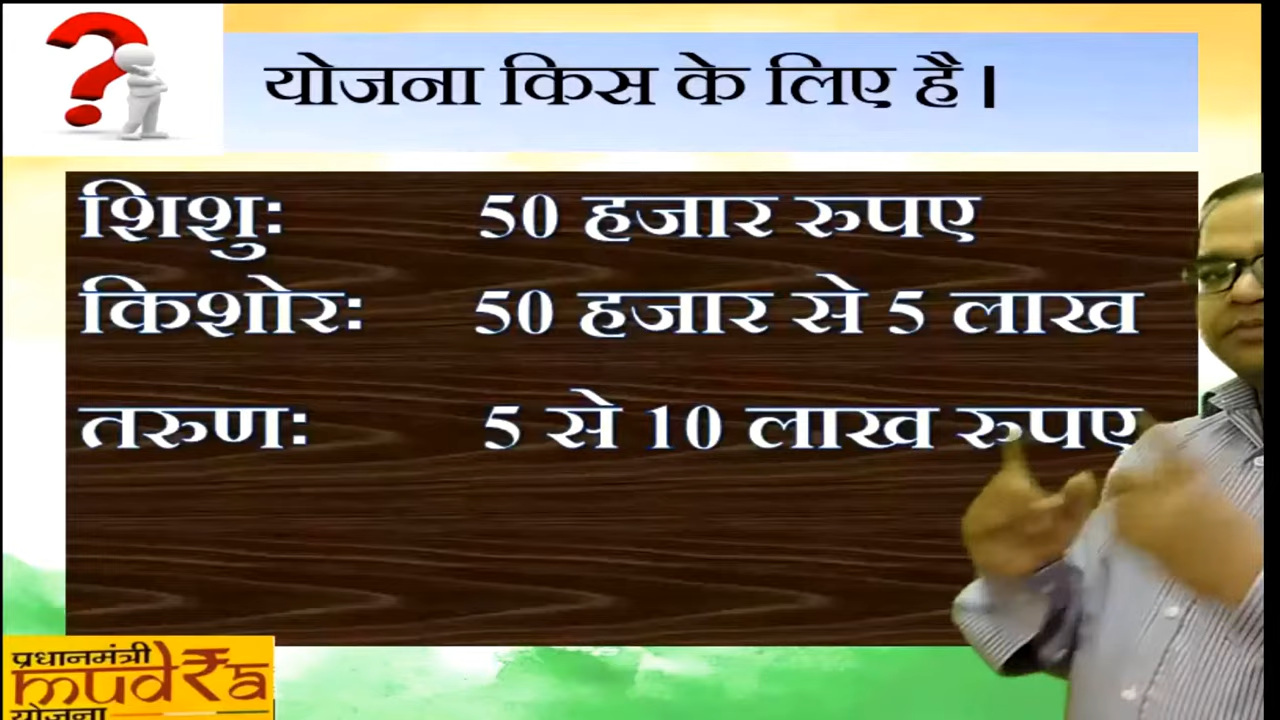 योजना किस के लिए है।
शिशुः 50 हजार रुपए
किशोरः 50 हजार से 5 लाख
तरुणः 5 से 10 लाख रुपए
प्रधानमंत्री
mudRa
योजना